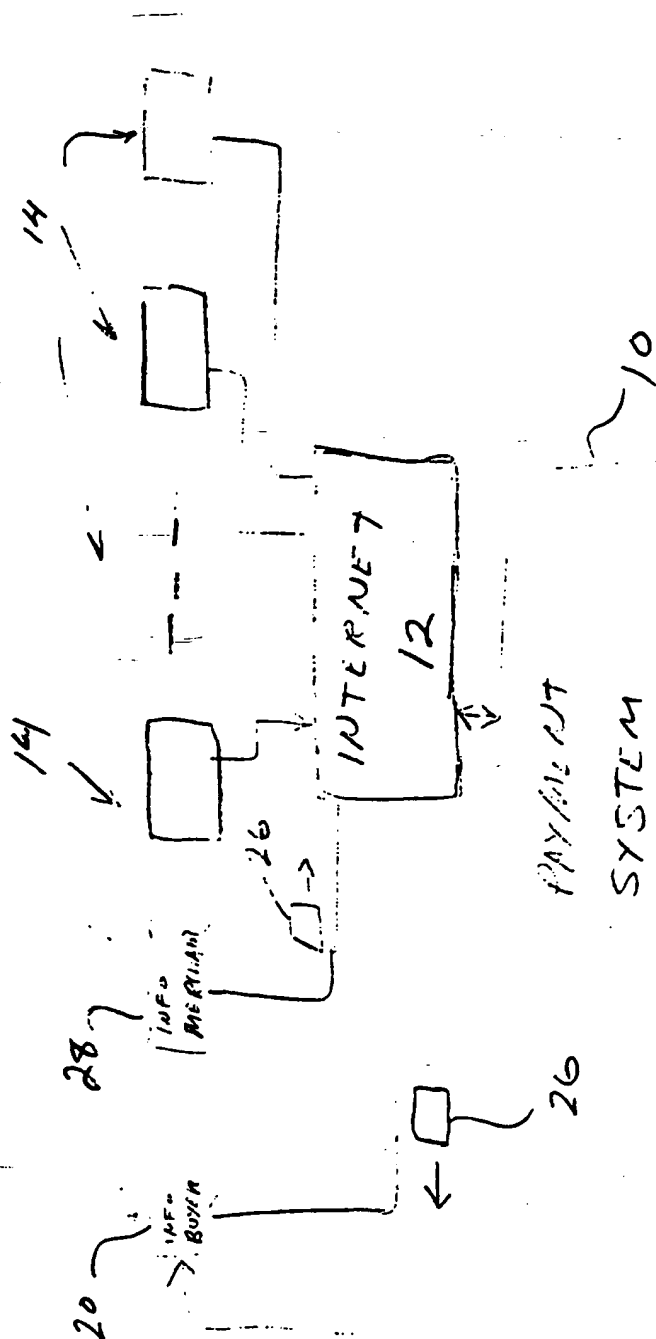 20
INFO
BUYER
28
INFO
MERCHANT
14
14
26
26
INTERNET
12
PAYMENT
SYSTEM
10